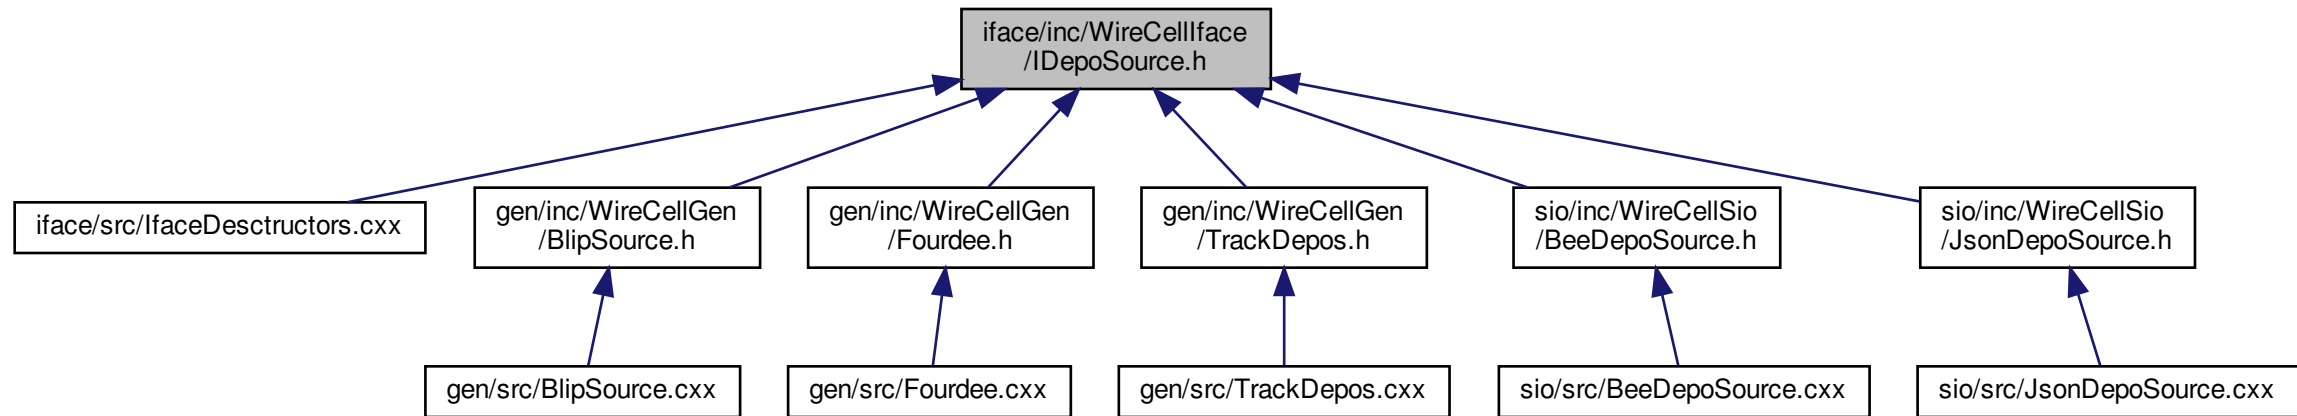 iface/inc/WireCellIface
/IDepoSource.h
iface/src/IfaceDesctructors.cxx
gen/inc/WireCellGen
/BlipSource.h
gen/inc/WireCellGen
/Fourdee.h
gen/inc/WireCellGen
/TrackDepos.h
sio/inc/WireCellSio
/BeeDepoSource.h
sio/inc/WireCellSio
/JsonDepoSource.h
gen/src/BlipSource.cxx
gen/src/Fourdee.cxx
gen/src/TrackDepos.cxx
sio/src/BeeDepoSource.cxx
sio/src/JsonDepoSource.cxx